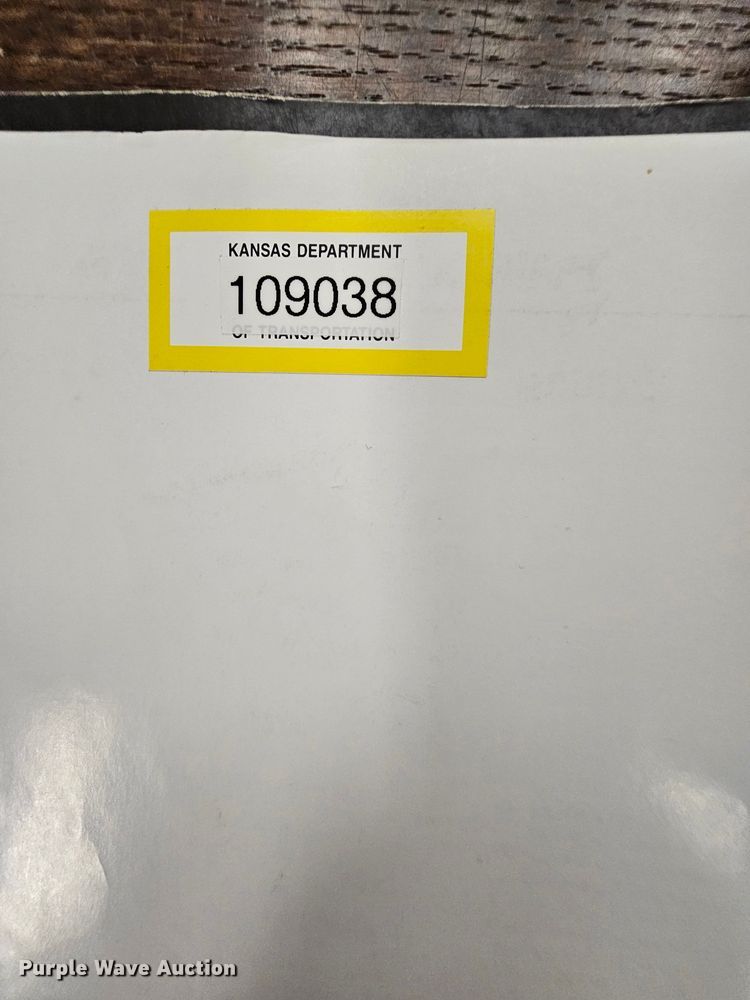 KANSAS DEPARTMENT
109038
OF TRANSPORTATION
Purple Wave Auction